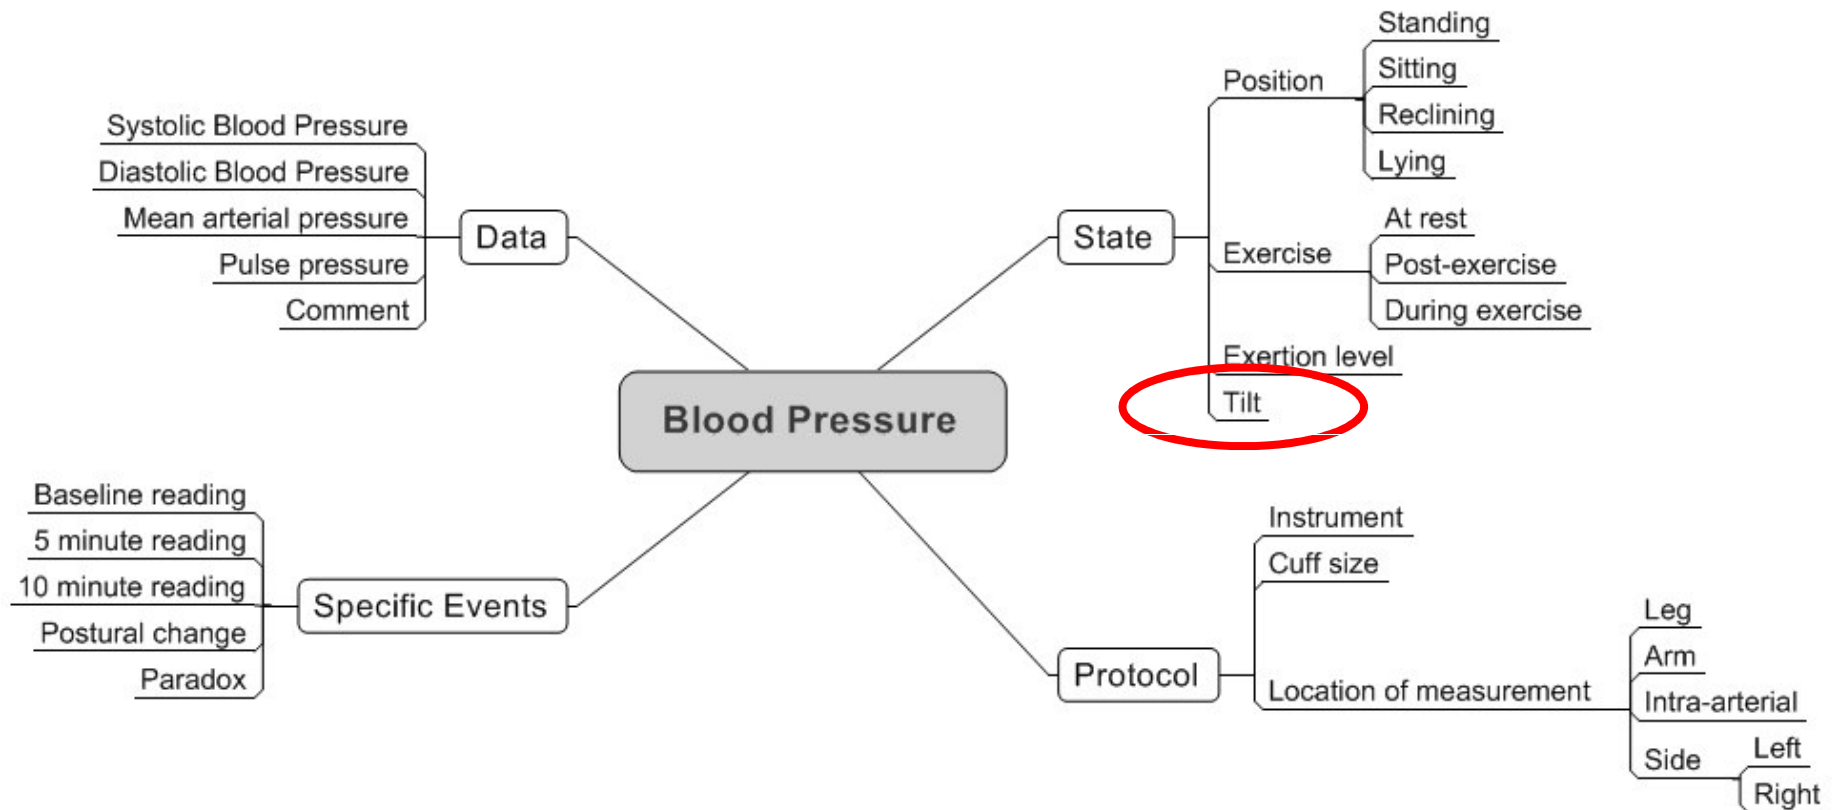 Blood Pressure
Data
Systolic Blood Pressure
Diastolic Blood Pressure
Mean arterial pressure
Pulse pressure
Comment
State
Position
Standing
Sitting
Reclining
Lying
Exercise
At rest
Post-exercise
During exercise
Exertion level
Tilt
Specific Events
Baseline reading
5 minute reading
10 minute reading
Postural change
Paradox
Protocol
Instrument
Cuff size
Location of measurement
Leg
Arm
Intra-arterial
Side
Left
Right